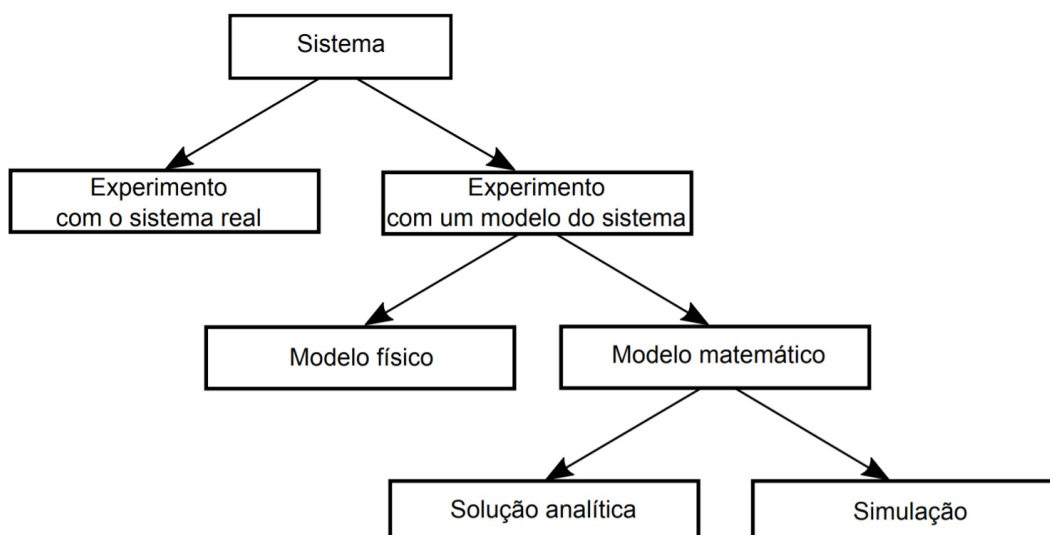 Sistema
Experimento
com o sistema real
Experimento
com um modelo do sistema
Modelo físico
Modelo matemático
Solução analítica
Simulação